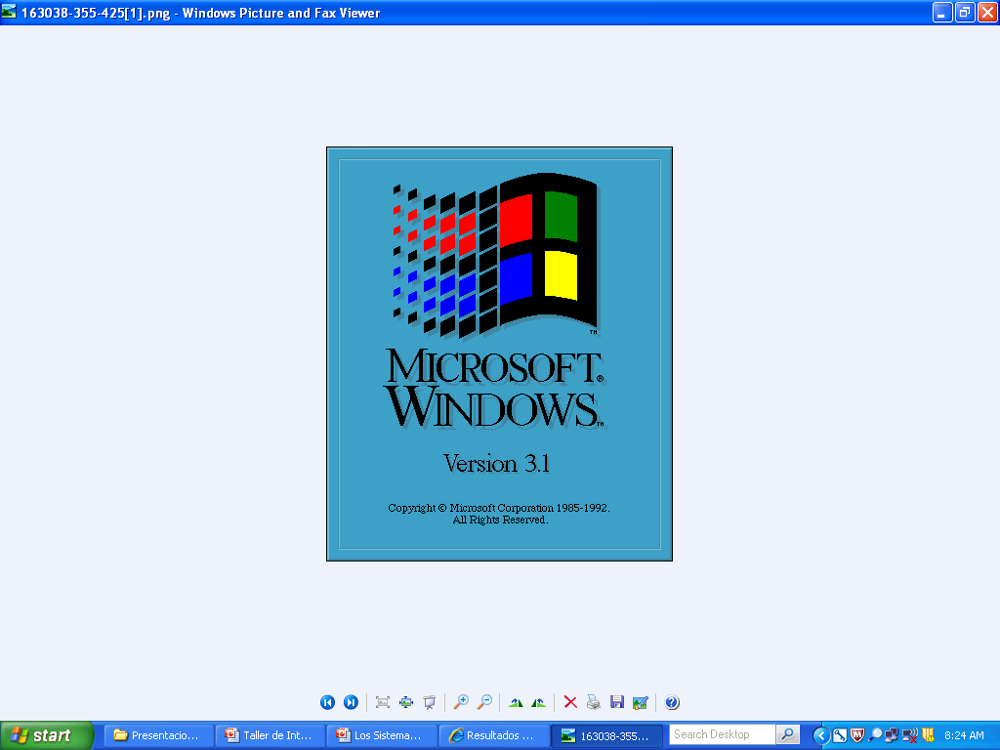 163038-355-425[1].png - Windows Picture and Fax Viewer
TM
MICROSOFT®
WINDOWS™
Version 3.1
Copyright © Microsoft Corporation 1985-1992.
All Rights Reserved.
start
Presentacio...
Taller de Int...
Los Sistema...
Resultados ...
163038-355...
Search Desktop
8:24 AM